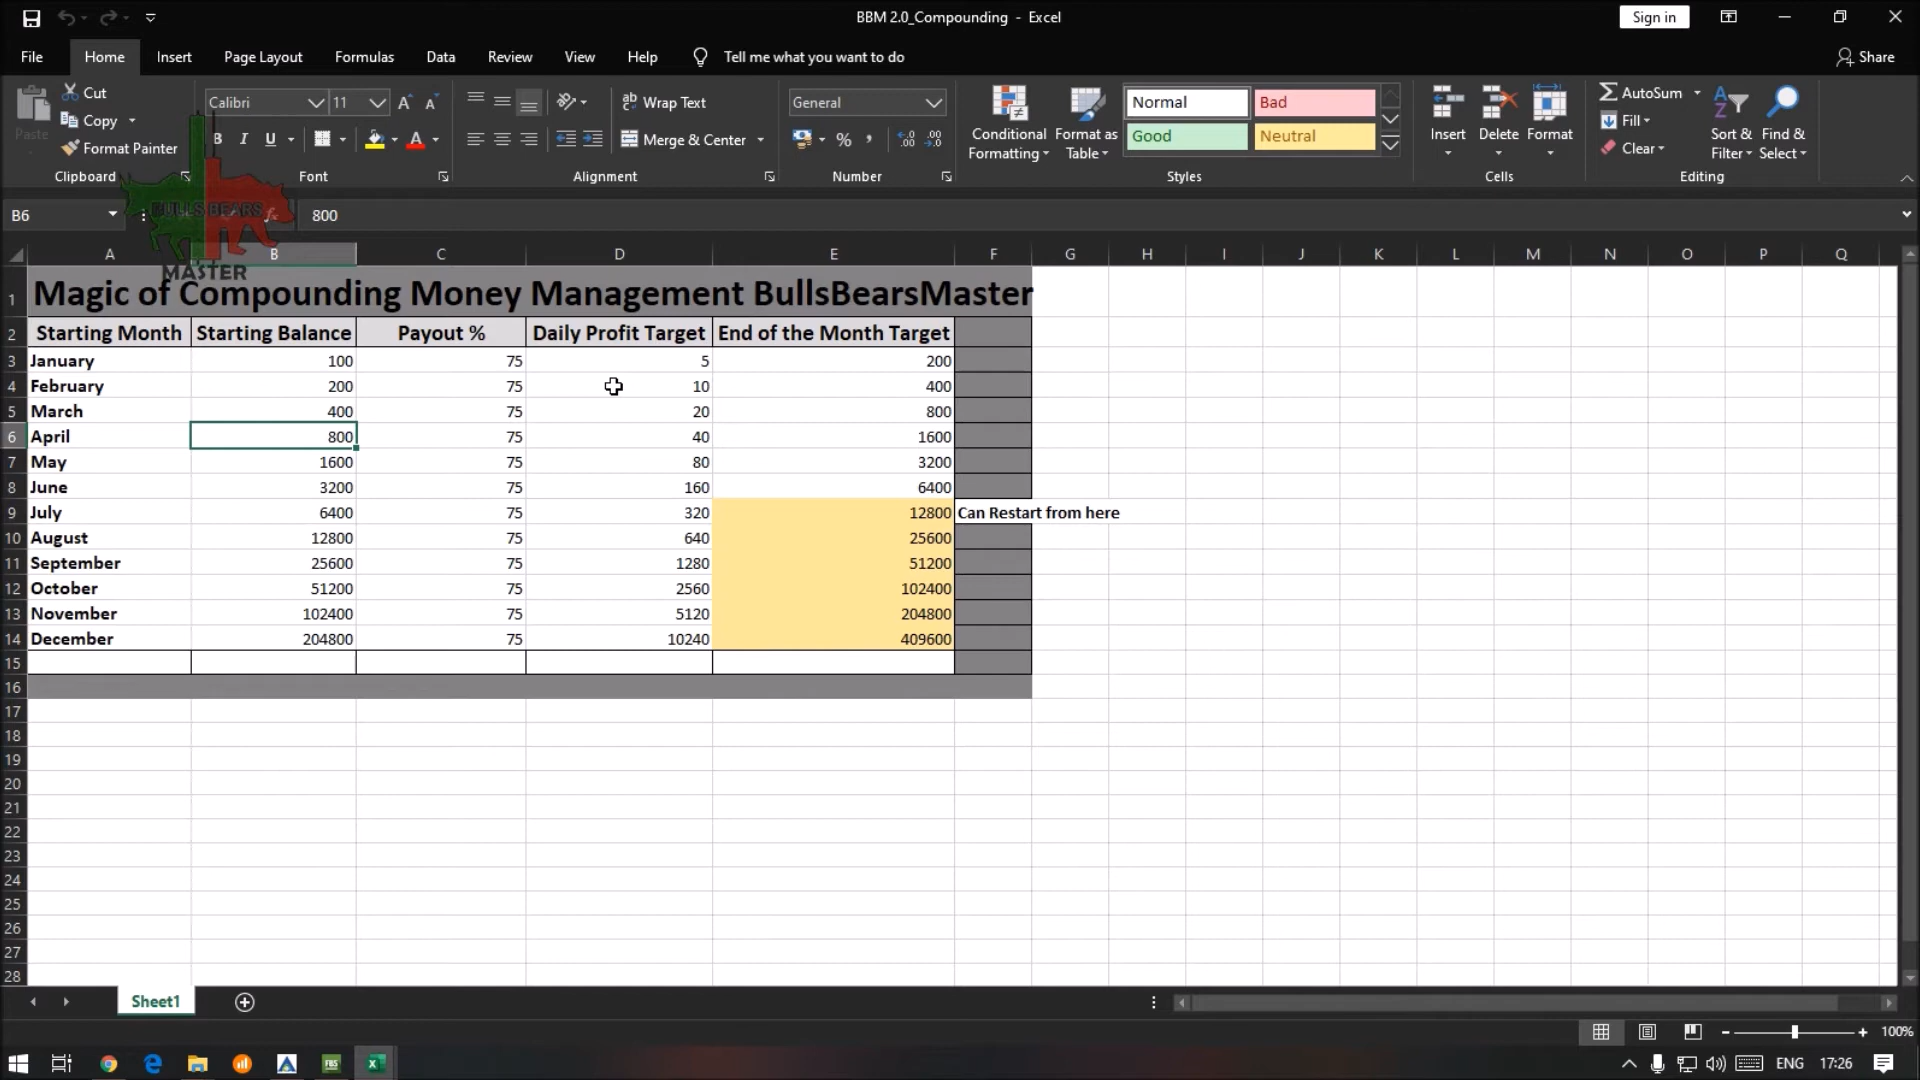 BBM 2.0_Compounding - Excel
Sign in
File Home Insert Page Layout Formulas Data Review View Help Tell me what you want to do Share
Paste
Cut
Copy
Format Painter
Clipboard
Calibri 11
B I U
Font
Wrap Text
Merge & Center
Alignment
General
Number
Conditional Formatting
Format as Table
Normal Bad
Good Neutral
Styles
Insert Delete Format
Cells
AutoSum
Fill
Clear
Sort & Filter
Find & Select
Editing
B6 fx 800
BULLS BEARS
MASTER
A B C D E F G H I J K L M N O P Q
1 Magic of Compounding Money Management BullsBearsMaster
2 Starting Month Starting Balance Payout % Daily Profit Target End of the Month Target
3 January 100 75 5 200
4 February 200 75 10 400
5 March 400 75 20 800
6 April 800 75 40 1600
7 May 1600 75 80 3200
8 June 3200 75 160 6400
9 July 6400 75 320 12800 Can Restart from here
10 August 12800 75 640 25600
11 September 25600 75 1280 51200
12 October 51200 75 2560 102400
13 November 102400 75 5120 204800
14 December 204800 75 10240 409600
15
16
17
18
19
20
21
22
23
24
25
26
27
28
Sheet1
100%
FBS
ENG 17:26